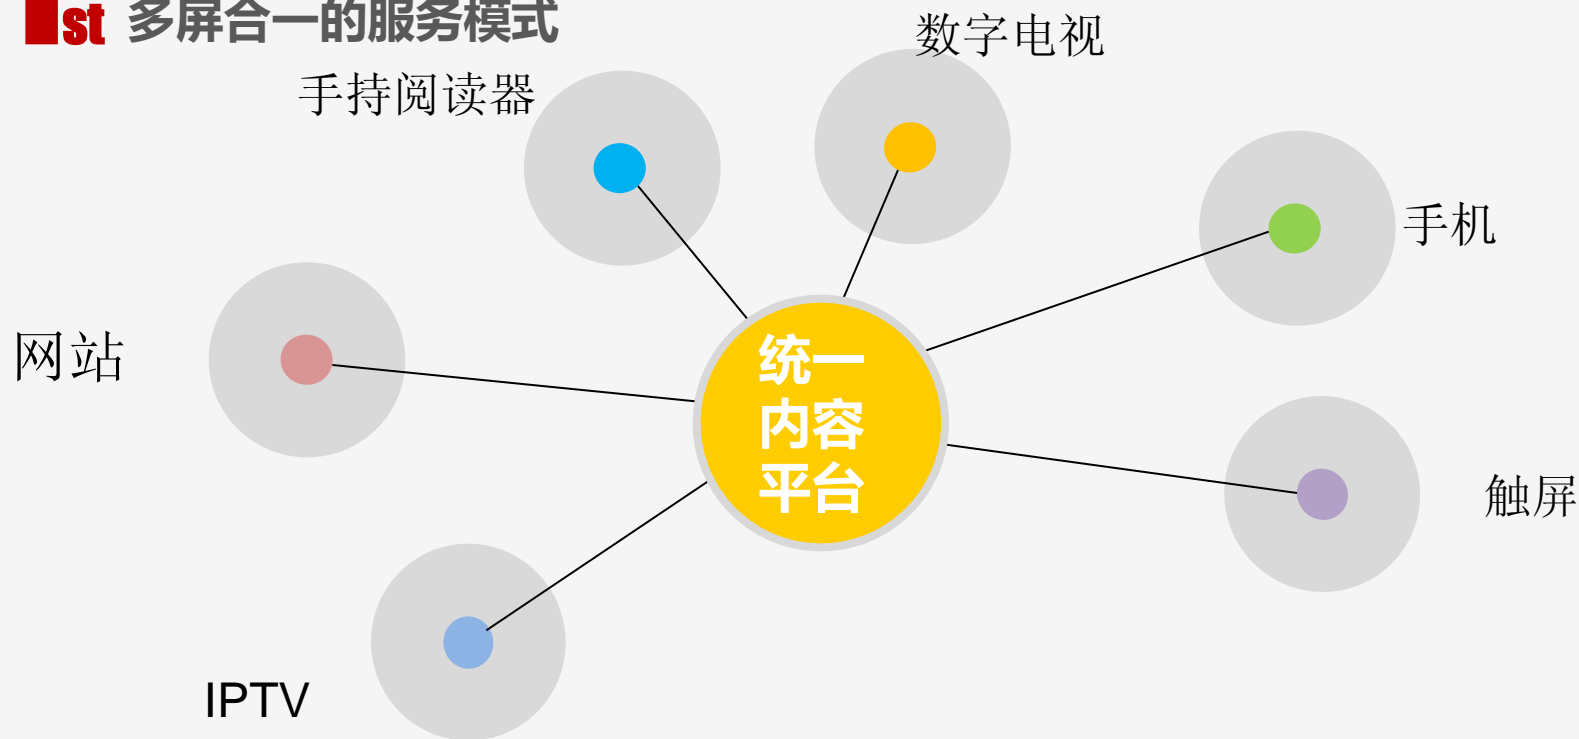 st 多屏合一的服务模式
数字电视
手持阅读器
手机
网站
统一
内容
平台
触屏
IPTV